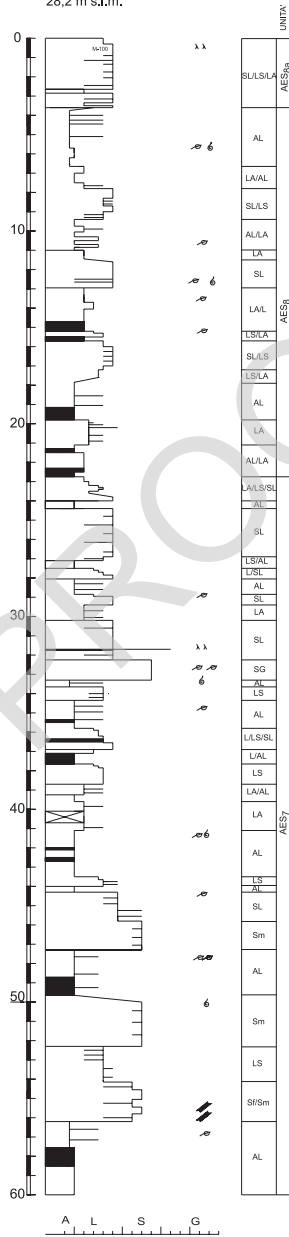 28,2 m s.l.m.
UNITA'
0
M-100
SL/LS/LA
AES8a
AL
LA/AL
SL/LS
10
AL/LA
LA
SL
LA/L
AES8
LS/LA
SL/LS
LS/LA
AL
20
LA
AL/LA
LA/LS/SL
AL
SL
LS/AL
L/SL
AL
SL
30
LA
SL
SG
AL
LS
AL
L/LS/SL
L/AL
LS
LA/AL
40
LA
AES7
AL
LS
AL
SL
Sm
AL
50
Sm
LS
Sf/Sm
AL
60
A L S G
PROC